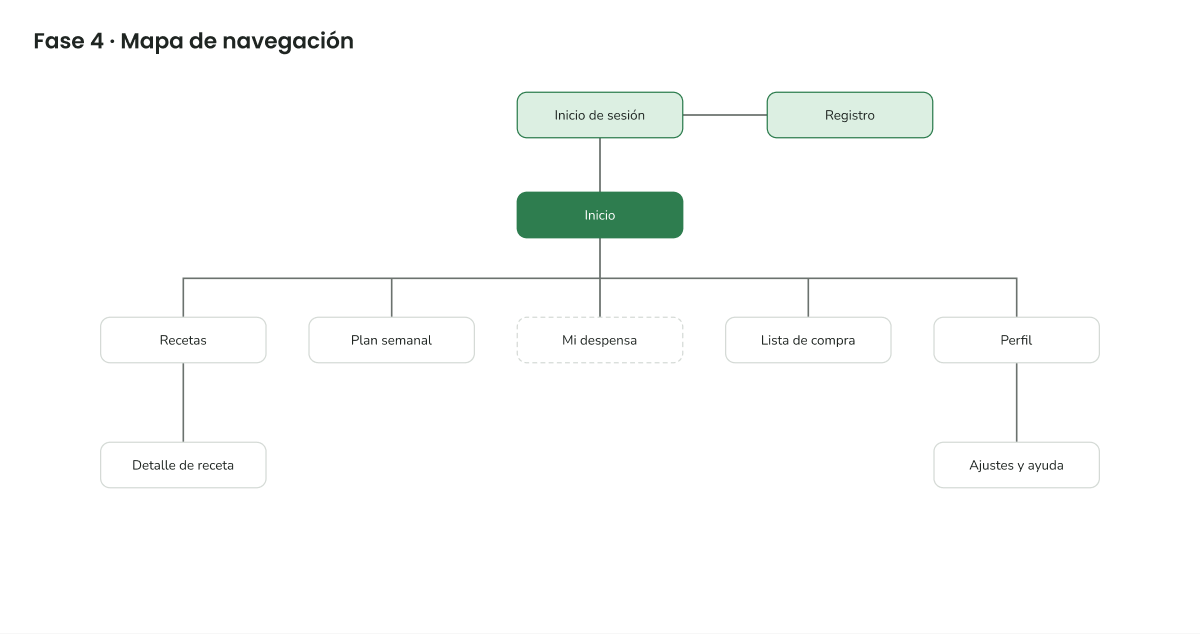 Fase 4 · Mapa de navegación
Inicio de sesión
Registro
Inicio
Recetas
Plan semanal
Mi despensa
Lista de compra
Perfil
Detalle de receta
Ajustes y ayuda